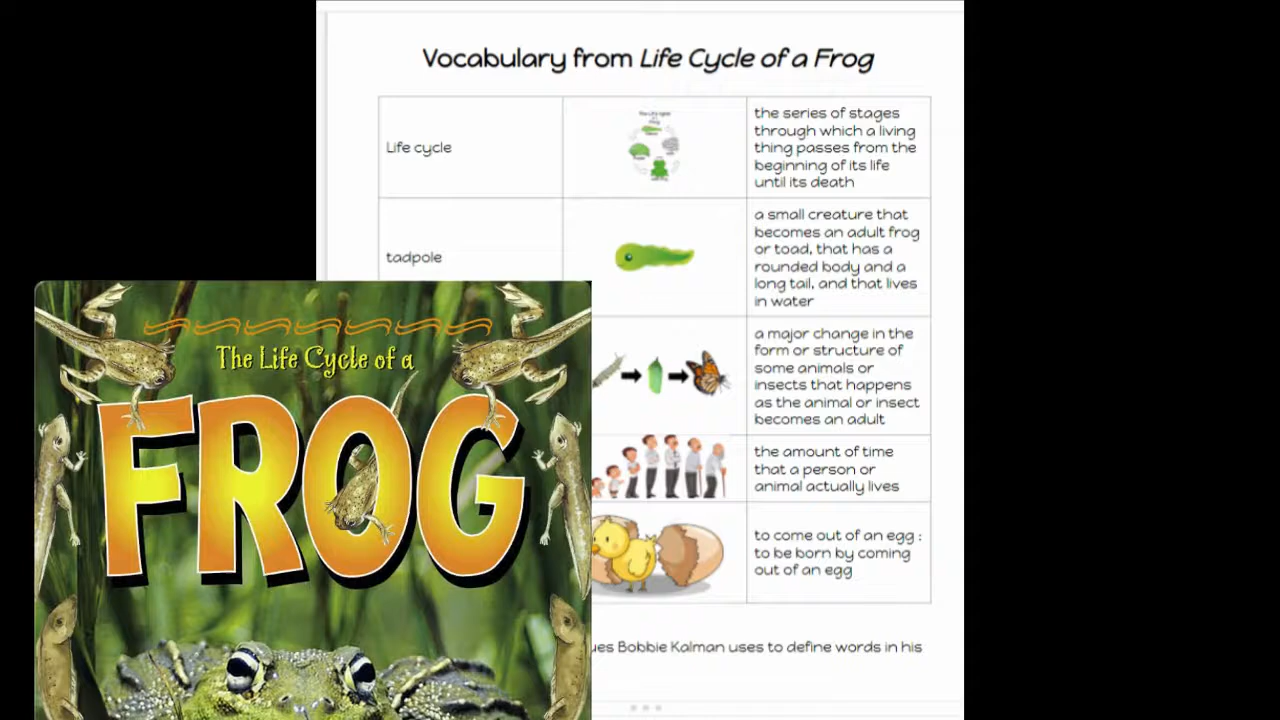 Vocabulary from Life Cycle of a Frog
Life cycle
the series of stages
through which a living
thing passes from the
beginning of its life
until its death
tadpole
a small creature that
becomes an adult frog
or toad, that has a
rounded body and a
long tail, and that lives
in water
a major change in the
form or structure of
some animals or
insects that happens
as the animal or insect
becomes an adult
the amount of time
that a person or
animal actually lives
to come out of an egg :
to be born by coming
out of an egg
ues Bobbie Kalman uses to define words in his
The Life Cycle of a
FROG